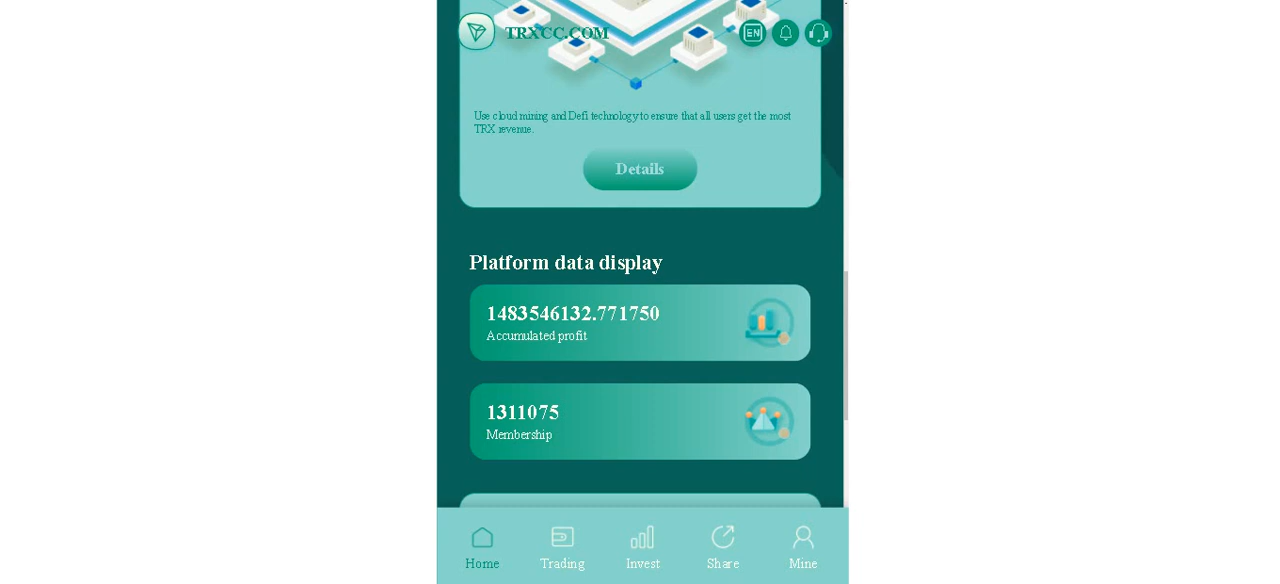 TRXCC.COM
EN
Use cloud mining and Defi technology to ensure that all users get the most
TRX revenue.
Details
Platform data display
1483546132.771750
Accumulated profit
1311075
Membership
Home
Trading
Invest
Share
Mine